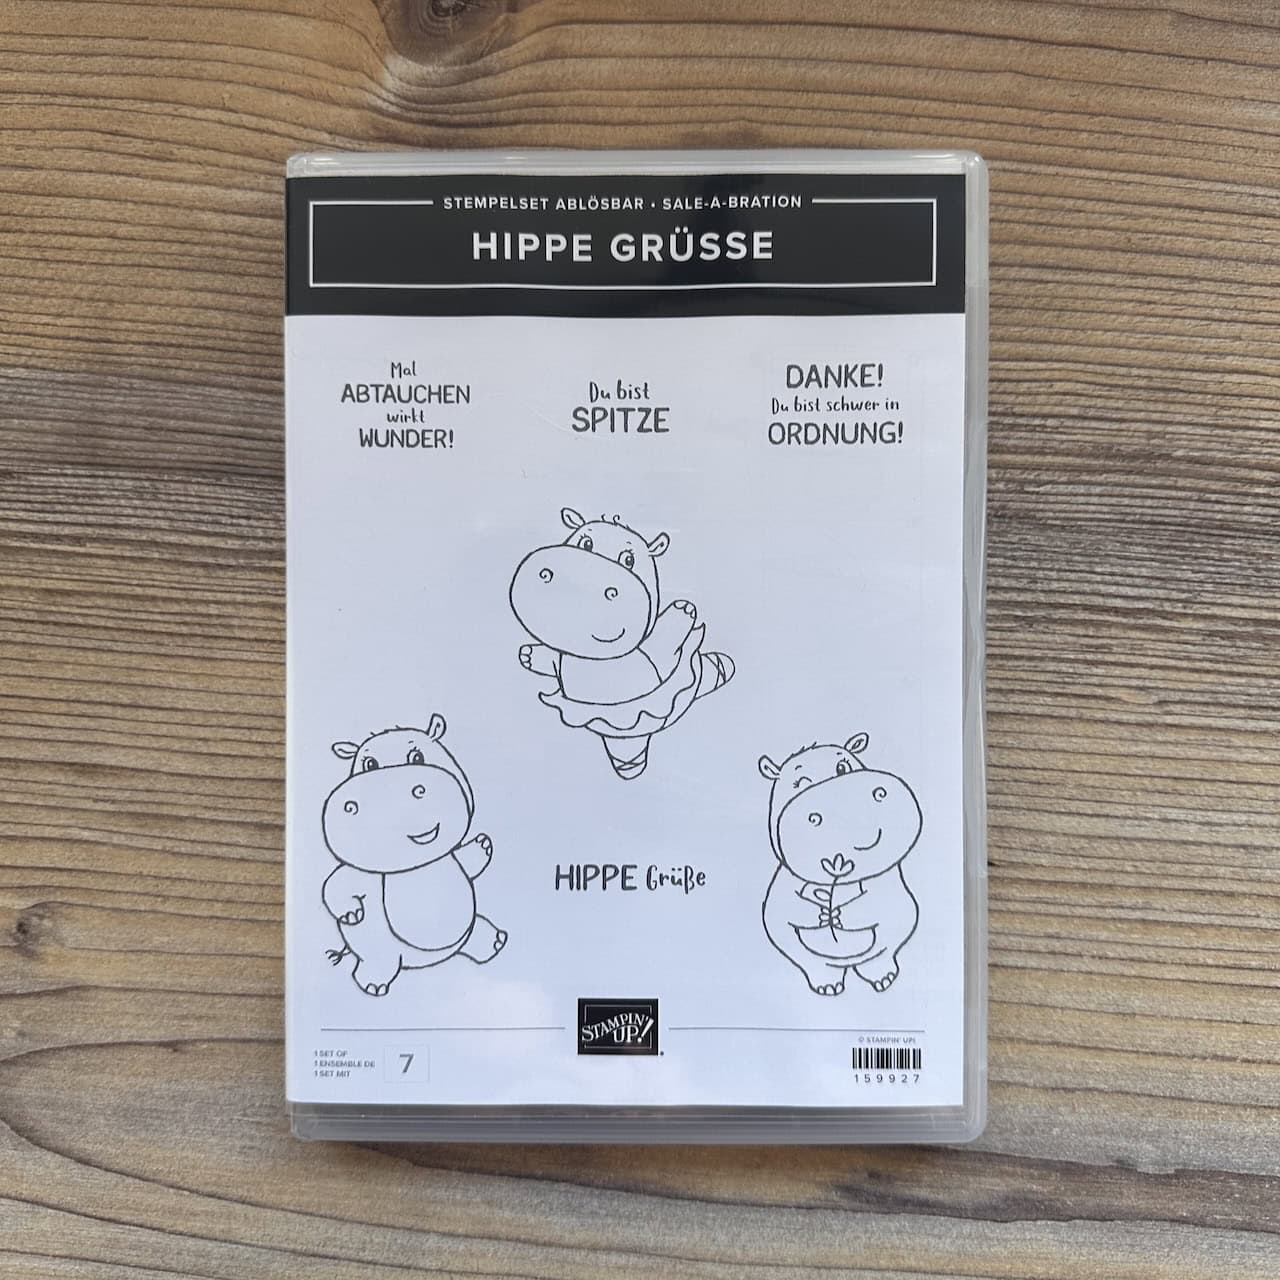 STEMPELSET ABLÖSBAR • SALE-A-BRATION
HIPPE GRÜSSE
Mal
ABTAUCHEN
wirkt
WUNDER!
Du bist
SPITZE
DANKE!
Du bist schwer in
ORDNUNG!
HIPPE Grüße
STAMPIN'
UP!
1 SET OF
1 ENSEMBLE DE
1 SET MIT
7
© STAMPIN' UP!
159927